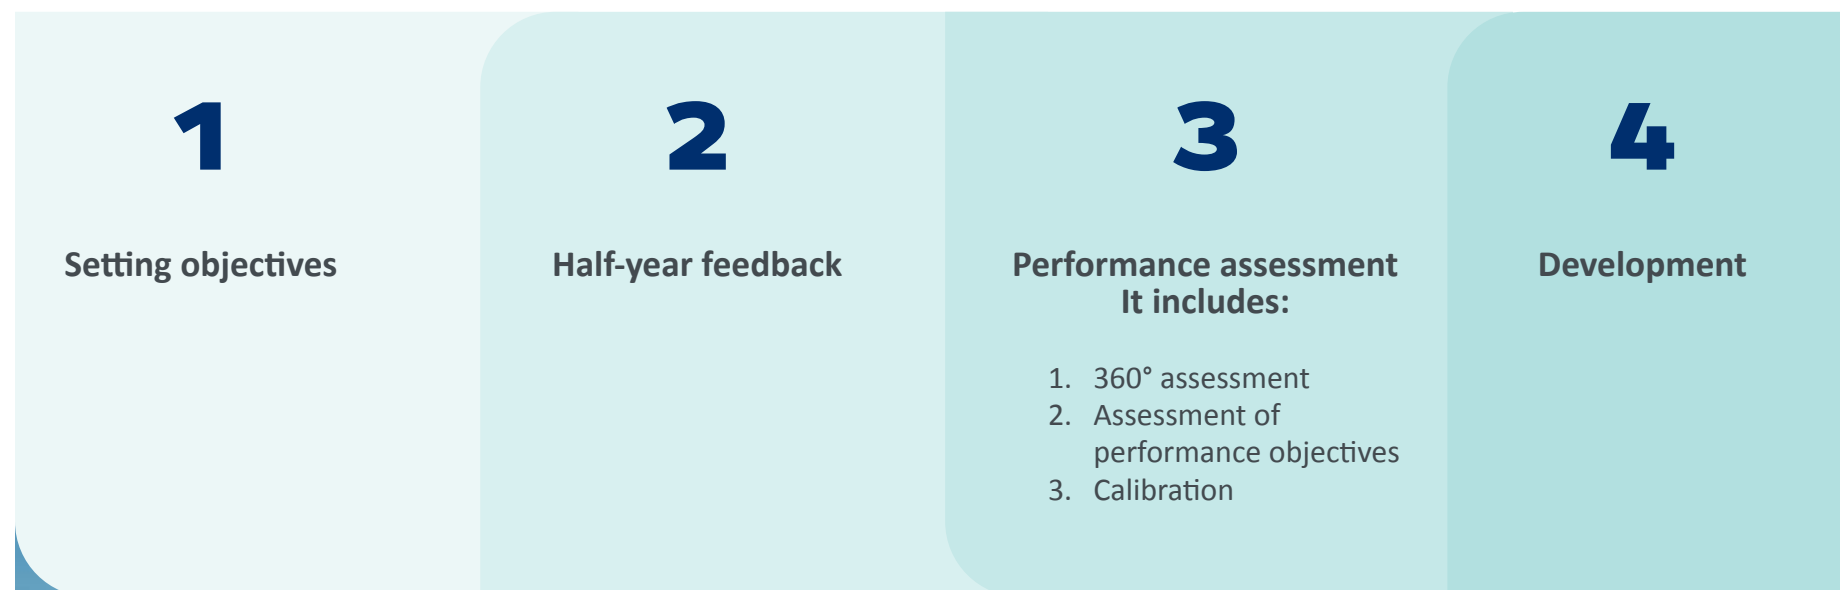 1
Setting objectives
2
Half-year feedback
3
Performance assessment
It includes:
1. 360° assessment
2. Assessment of
performance objectives
3. Calibration
4
Development